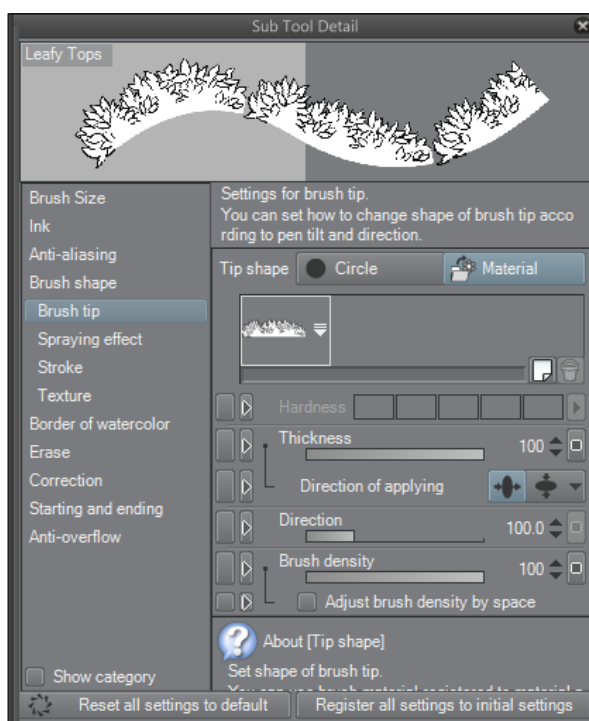 Sub Tool Detail
Leafy Tops
Brush Size
Ink
Anti-aliasing
Brush shape
Brush tip
Spraying effect
Stroke
Texture
Border of watercolor
Erase
Correction
Starting and ending
Anti-overflow
Show category
Settings for brush tip.
You can set how to change shape of brush tip acco
rding to pen tilt and direction.
Tip shape Circle Material
Hardness
Thickness 100
Direction of applying
Direction 100.0
Brush density 100
Adjust brush density by space
About [Tip shape]
Set shape of brush tip.
Reset all settings to default Register all settings to initial settings